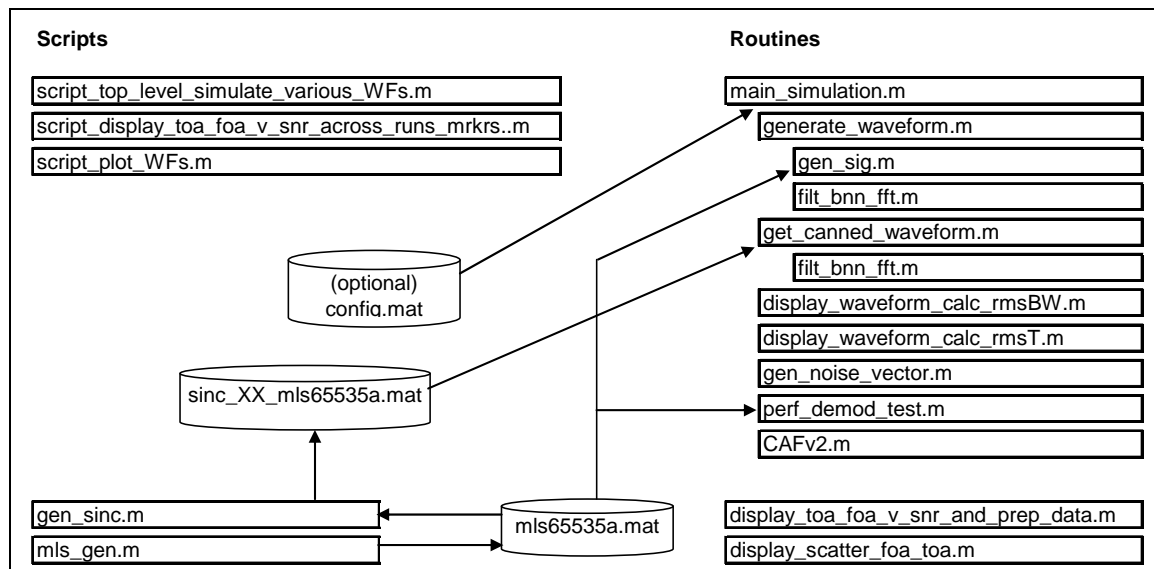 Scripts
script_top_level_simulate_various_WFs.m
script_display_toa_foa_v_snr_across_runs_mrkrs..m
script_plot_WFs.m
(optional)
config.mat
sinc_XX_mls65535a.mat
gen_sinc.m
mls_gen.m
mls65535a.mat
Routines
main_simulation.m
generate_waveform.m
gen_sig.m
filt_bnn_fft.m
get_canned_waveform.m
filt_bnn_fft.m
display_waveform_calc_rmsBW.m
display_waveform_calc_rmsT.m
gen_noise_vector.m
perf_demod_test.m
CAFv2.m
display_toa_foa_v_snr_and_prep_data.m
display_scatter_foa_toa.m